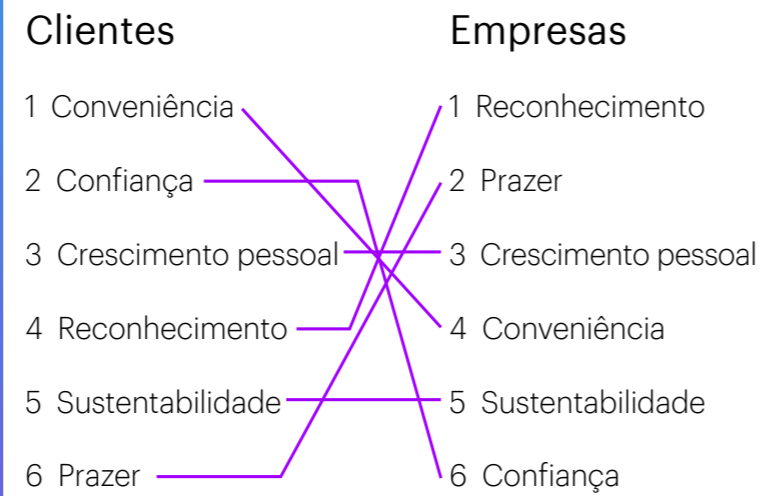 Clientes
1 Conveniência
2 Confiança
3 Crescimento pessoal
4 Reconhecimento
5 Sustentabilidade
6 Prazer
Empresas
1 Reconhecimento
2 Prazer
3 Crescimento pessoal
4 Conveniência
5 Sustentabilidade
6 Confiança